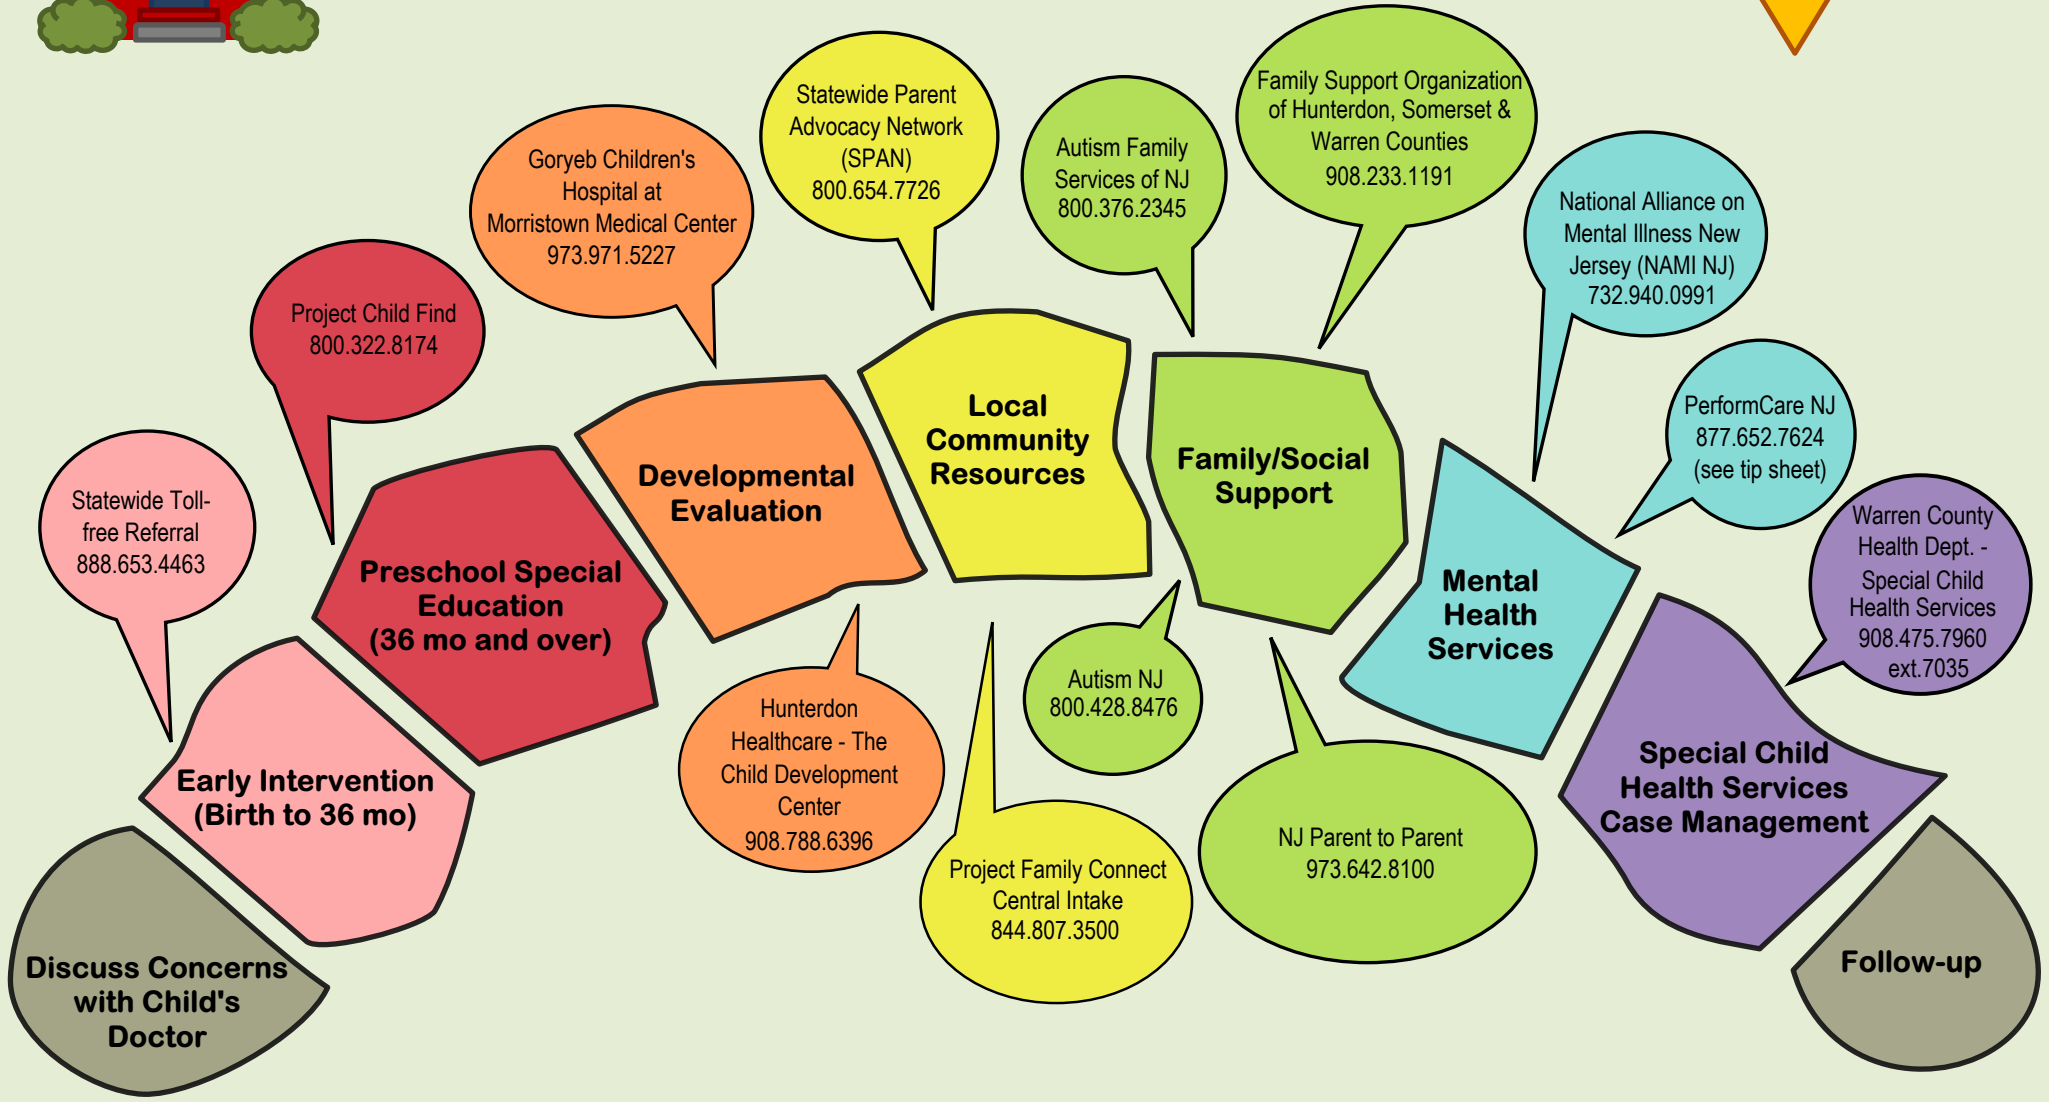 Statewide Toll-
free Referral
888.653.4463
Project Child Find
800.322.8174
Goryeb Children's
Hospital at
Morristown Medical Center
973.971.5227
Statewide Parent
Advocacy Network
(SPAN)
800.654.7726
Autism Family
Services of NJ
800.376.2345
Family Support Organization
of Hunterdon, Somerset &
Warren Counties
908.233.1191
National Alliance on
Mental Illness New
Jersey (NAMI NJ)
732.940.0991
PerformCare NJ
877.652.7624
(see tip sheet)
Warren County
Health Dept. -
Special Child
Health Services
908.475.7960
ext.7035
Discuss Concerns
with Child's
Doctor
Early Intervention
(Birth to 36 mo)
Preschool Special
Education
(36 mo and over)
Developmental
Evaluation
Local
Community
Resources
Family/Social
Support
Mental
Health
Services
Special Child
Health Services
Case Management
Follow-up
Hunterdon
Healthcare - The
Child Development
Center
908.788.6396
Project Family Connect
Central Intake
844.807.3500
Autism NJ
800.428.8476
NJ Parent to Parent
973.642.8100